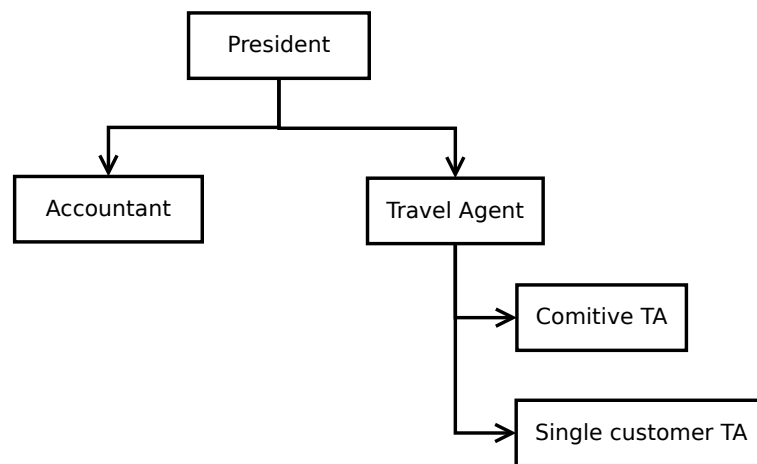 President
Accountant
Travel Agent
Comitive TA
Single customer TA